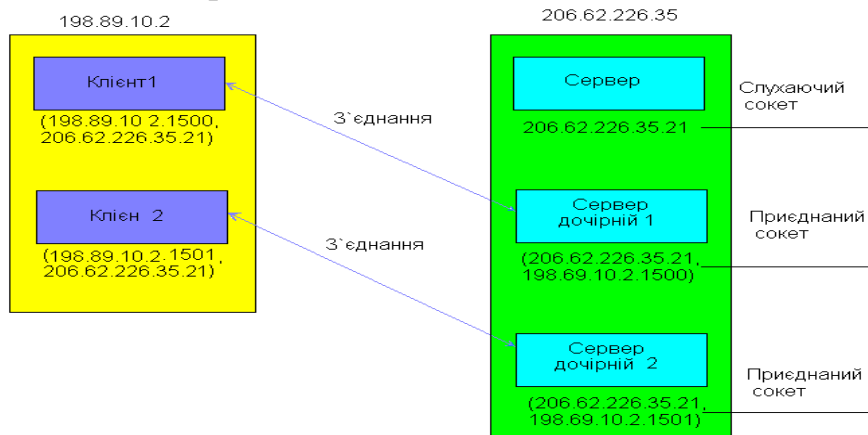 198.89.10.2
Клієнт1
(198.89.10 2.1500,
206.62.226.35.21)
Клієн 2
(198.89.10.2.1501,
206.62.226.35.21)
З`єднання
З`єднання
206.62.226.35
Сервер
206.62.226.35.21
Сервер
дочірній 1
(206.62.226.35.21,
198.69.10.2.1500)
Сервер
дочірній 2
(206.62.226.35.21,
198.69.10.2.1501)
Слухаючий
сокет
Приєднаний
сокет
Приєднаний
сокет